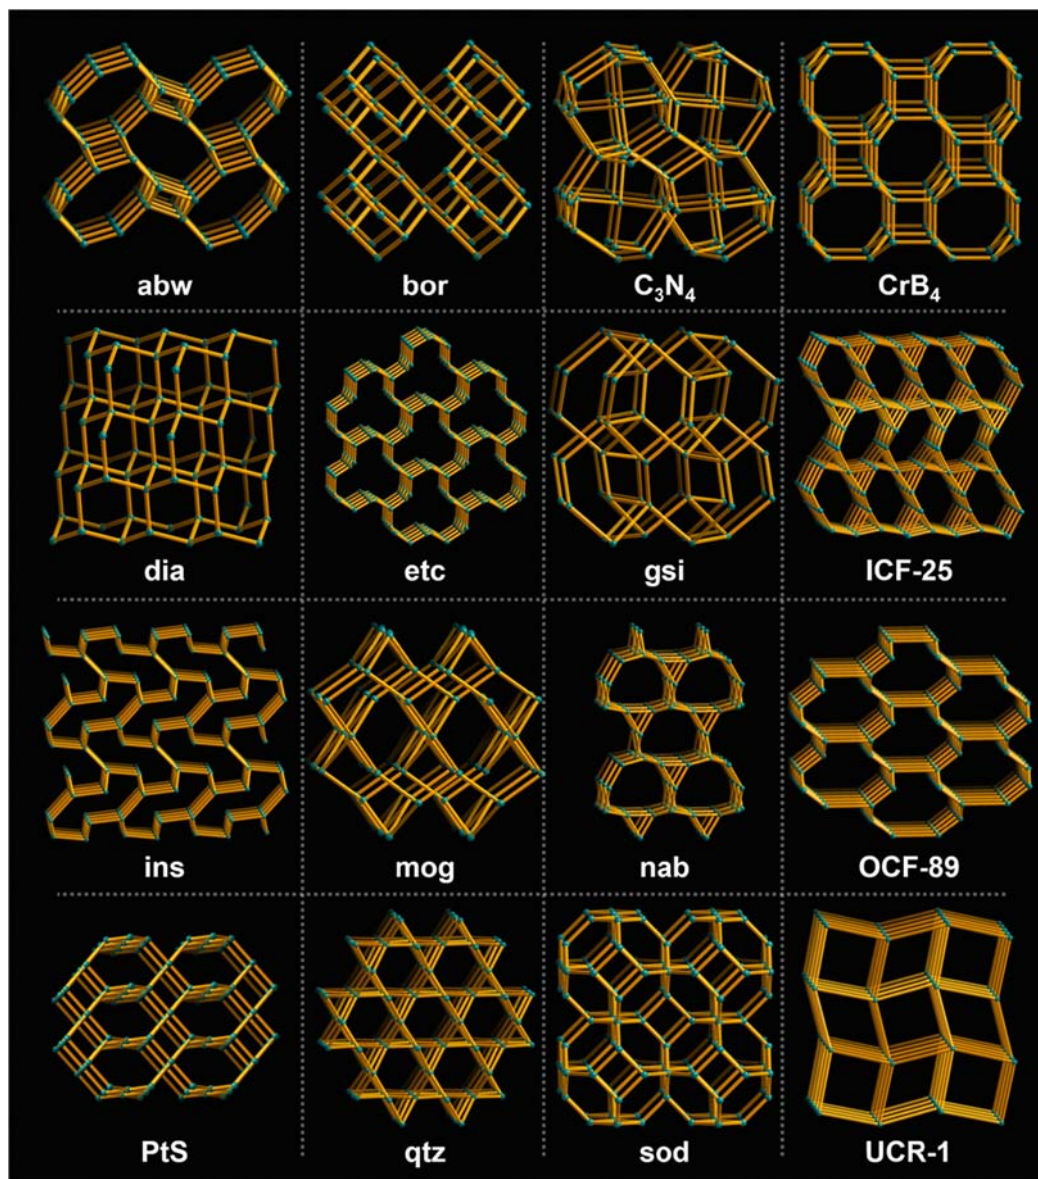 abw bor C₃N₄ CrB₄
dia etc gsi ICF-25
ins mog nab OCF-89
PtS qtz sod UCR-1